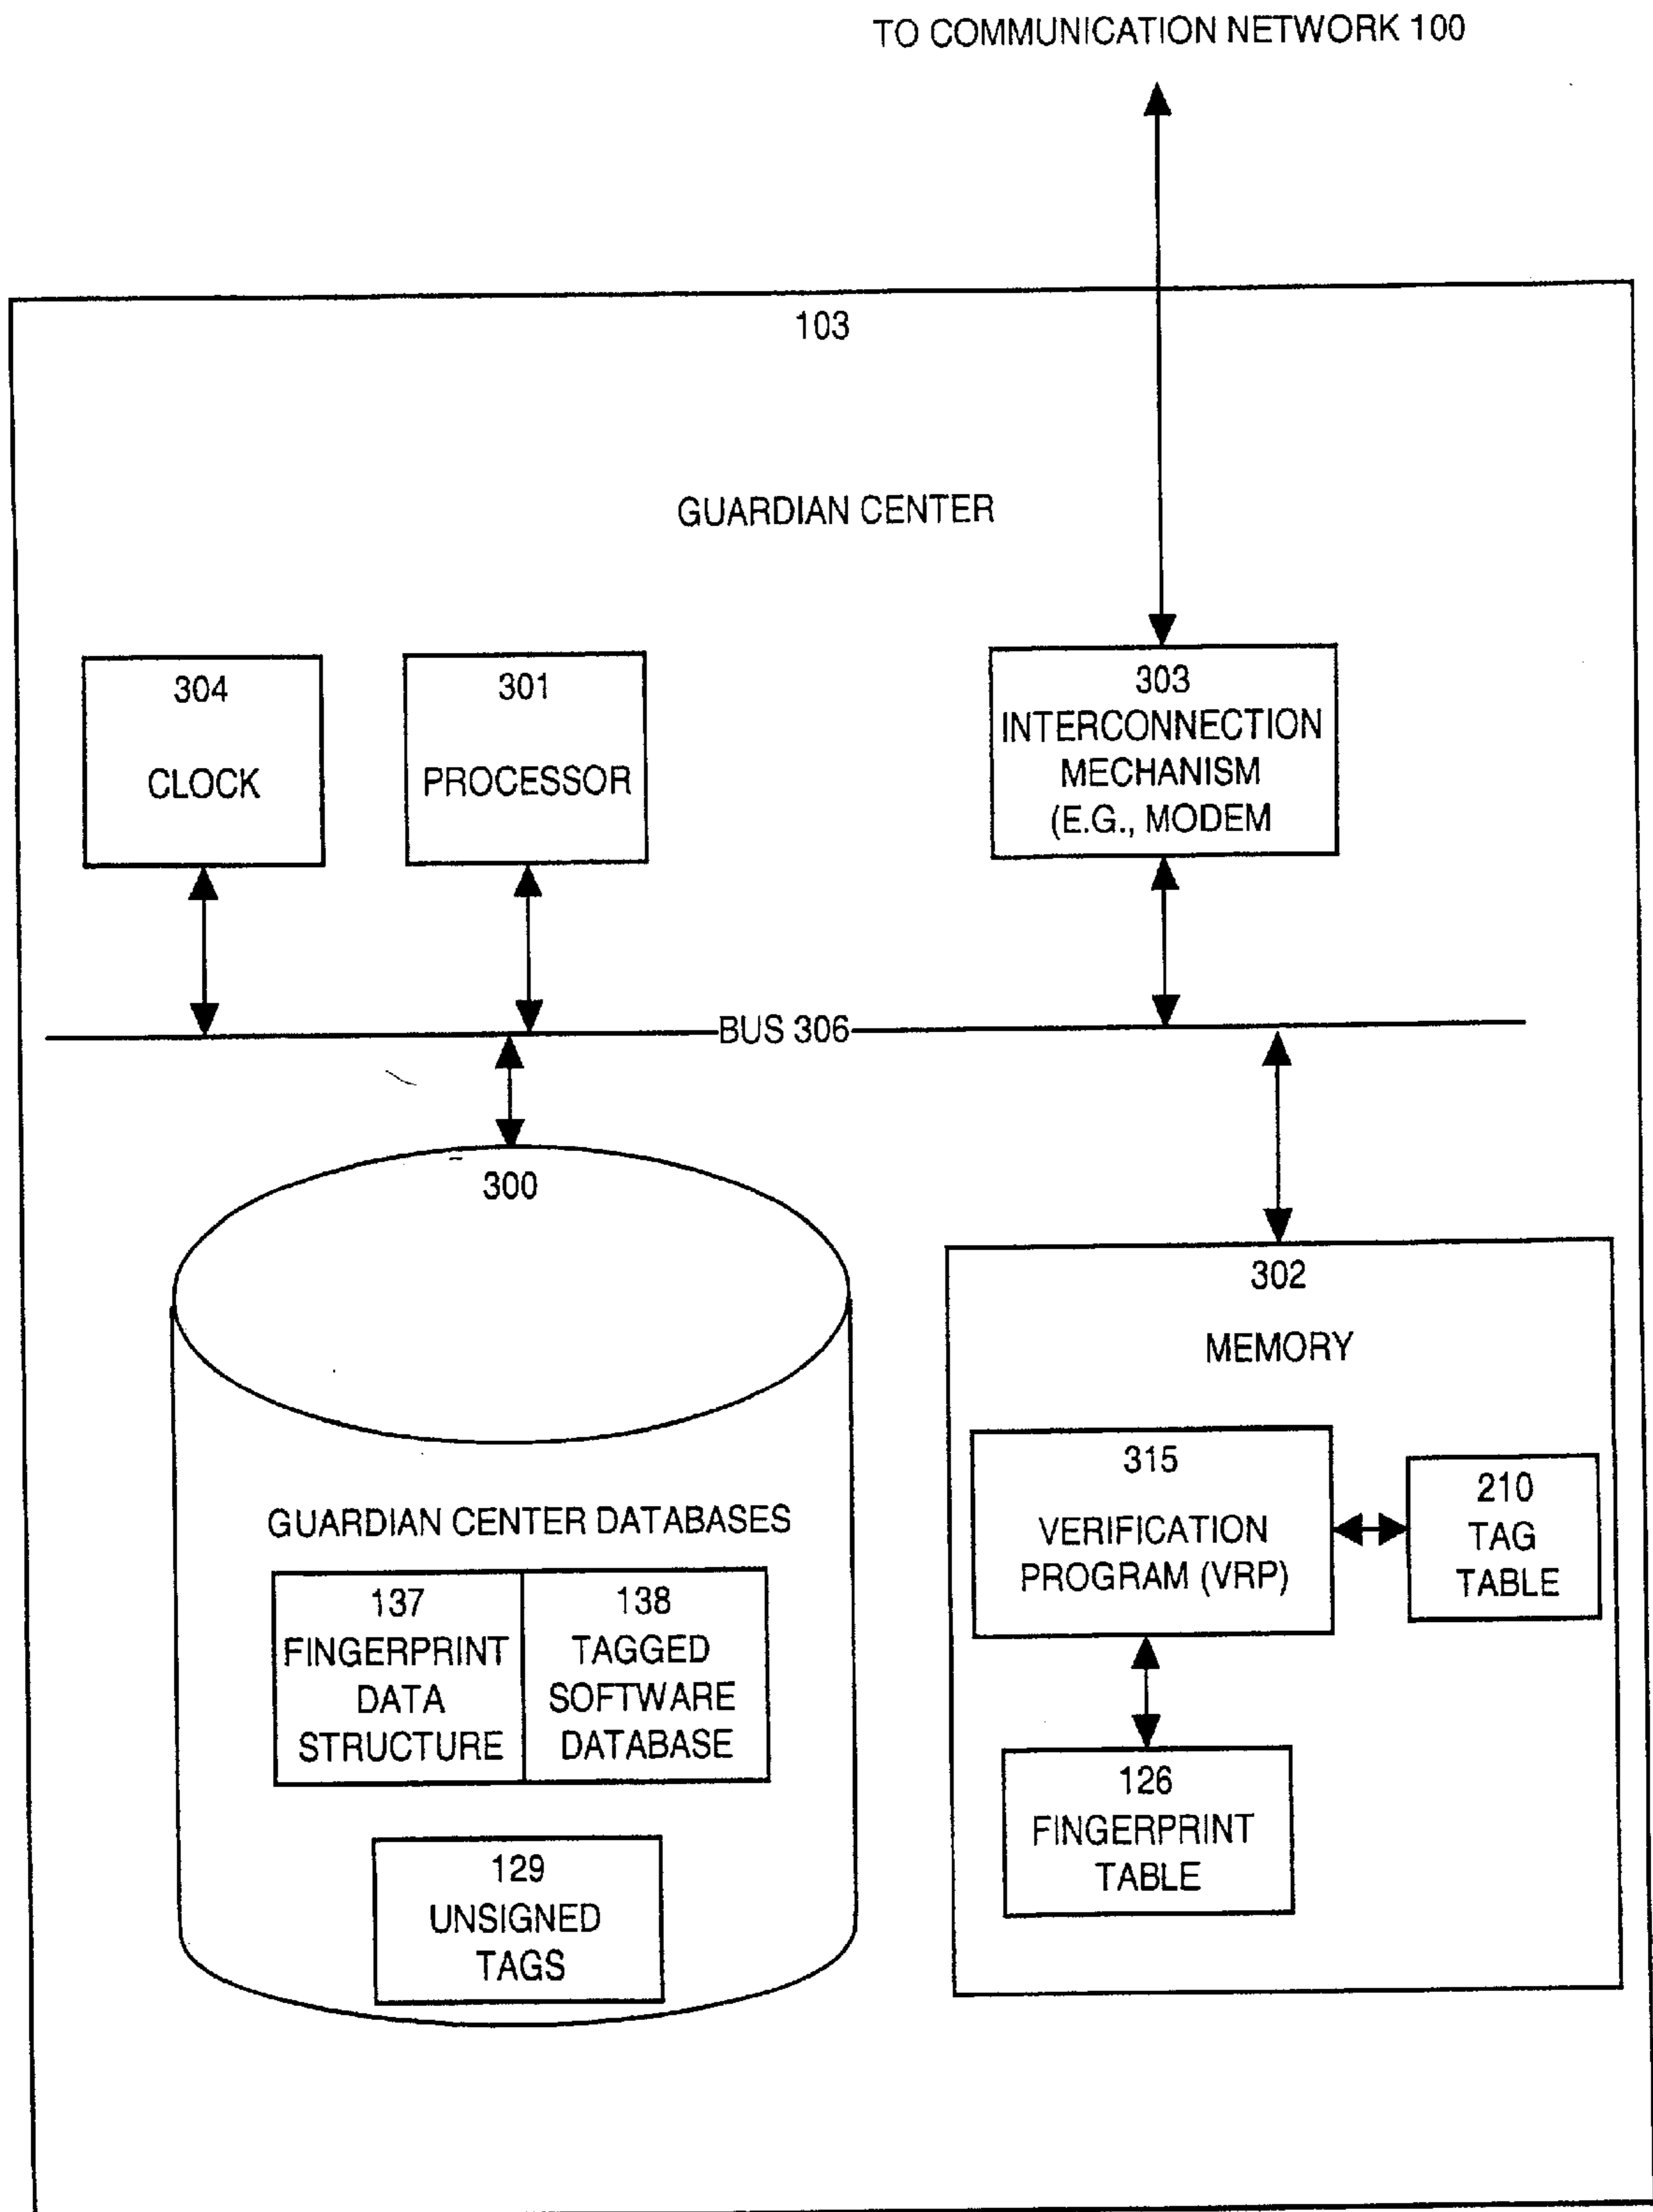 TO COMMUNICATION NETWORK 100
103
GUARDIAN CENTER
304
CLOCK
301
PROCESSOR
303
INTERCONNECTION
MECHANISM
(E.G., MODEM
BUS 306
300
GUARDIAN CENTER DATABASES
137
FINGERPRINT
DATA
STRUCTURE
138
TAGGED
SOFTWARE
DATABASE
129
UNSIGNED
TAGS
302
MEMORY
315
VERIFICATION
PROGRAM (VRP)
210
TAG
TABLE
126
FINGERPRINT
TABLE